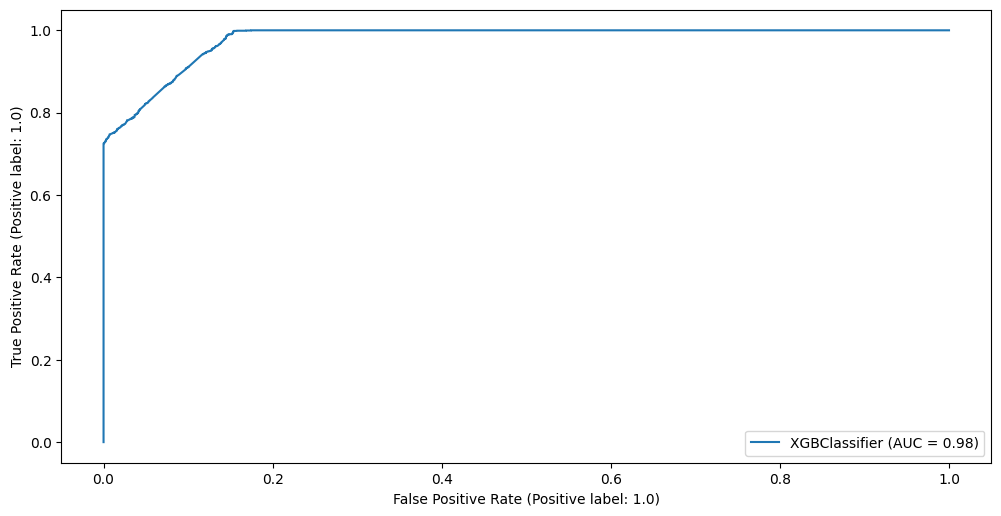 1.0
0.8
0.6
0.4
0.2
0.0
True Positive Rate (Positive label: 1.0)
XGBClassifier (AUC = 0.98)
0.0 0.2 0.4 0.6 0.8 1.0
False Positive Rate (Positive label: 1.0)